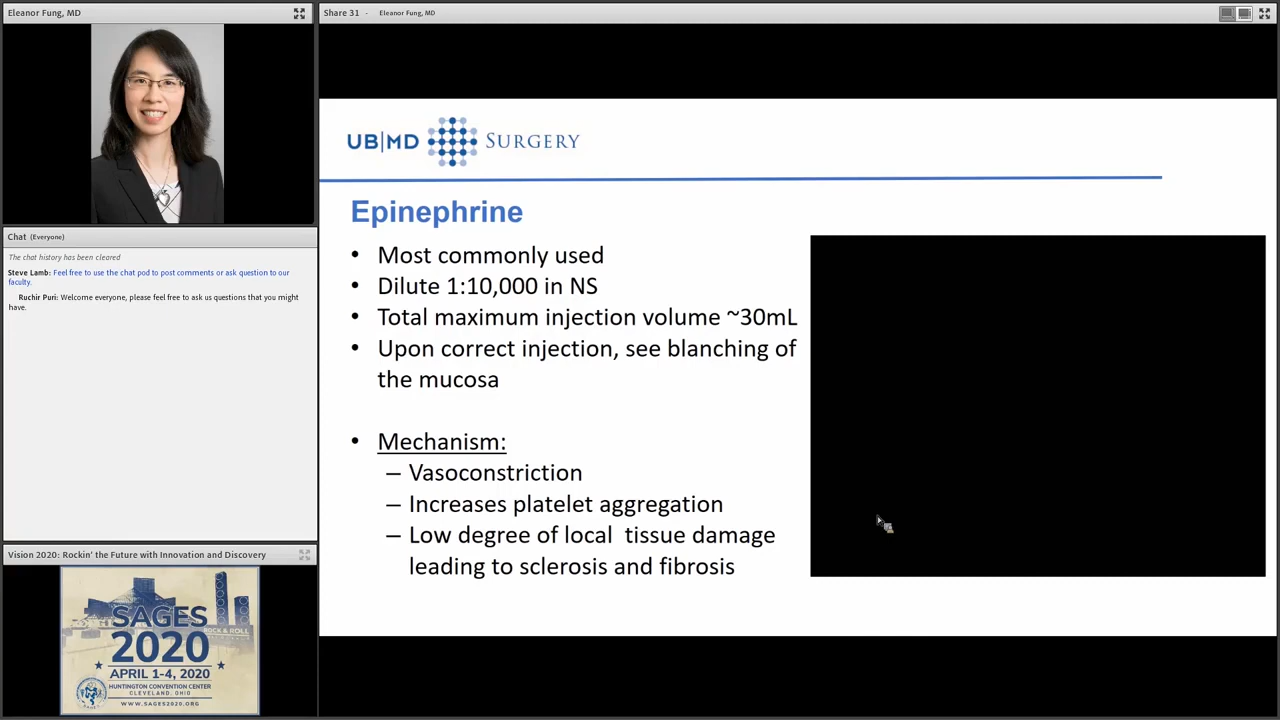 Eleanor Fung, MD
Share 31 - Eleanor Fung, MD
UB|MD SURGERY
Epinephrine
• Most commonly used
• Dilute 1:10,000 in NS
• Total maximum injection volume ~30mL
• Upon correct injection, see blanching of
the mucosa
• Mechanism:
– Vasoconstriction
– Increases platelet aggregation
– Low degree of local tissue damage
leading to sclerosis and fibrosis
Chat (Everyone)
The chat history has been cleared
Steve Lamb: Feel free to use the chat pod to post comments or ask question to our
faculty.
Ruchir Puri: Welcome everyone, please feel free to ask us questions that you might
have.
Vision 2020: Rockin' the Future with Innovation and Discovery
SAGES
ROCK & ROLL
2020
APRIL 1-4, 2020
HUNTINGTON CONVENTION CENTER
CLEVELAND, OHIO
WWW.SAGES2020.ORG